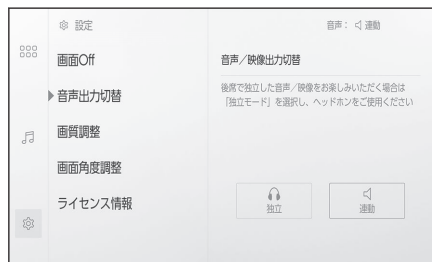 設定
音声： 連動
画面Off
音声出力切替
画質調整
画面角度調整
ライセンス情報
音声／映像出力切替
後席で独立した音声／映像をお楽しみいただく場合は
「独立モード」を選択し、ヘッドホンをご使用ください
独立
連動